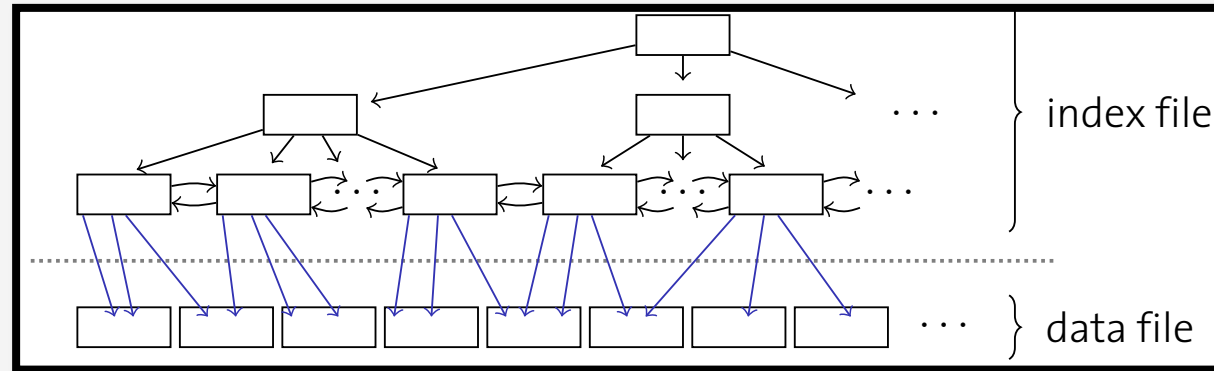 . . .
index file
. . .
. . .
. . .
. . .
data file